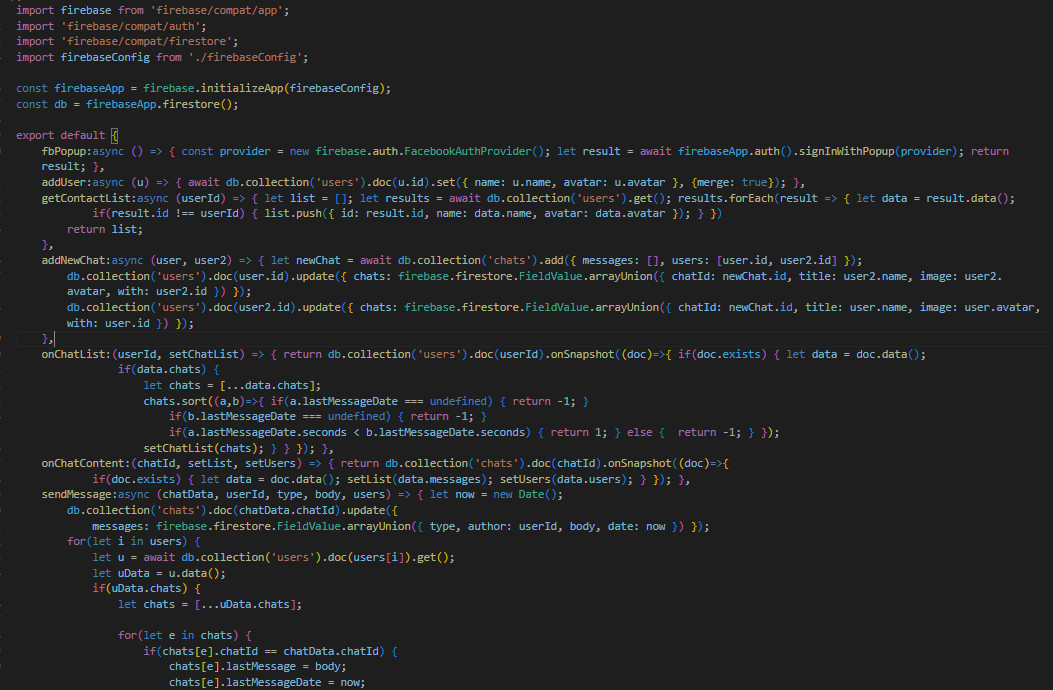 import firebase from 'firebase/compat/app';
import 'firebase/compat/auth';
import 'firebase/compat/firestore';
import firebaseConfig from './firebaseConfig';

const firebaseApp = firebase.initializeApp(firebaseConfig);
const db = firebaseApp.firestore();

export default {
    fbPopup:async () => { const provider = new firebase.auth.FacebookAuthProvider(); let result = await firebaseApp.auth().signInWithPopup(provider); return
    result; },
    addUser:async (u) => { await db.collection('users').doc(u.id).set({ name: u.name, avatar: u.avatar }, {merge: true}); },
    getContactList:async (userId) => { let list = []; let results = await db.collection('users').get(); results.forEach(result => { let data = result.data();
            if(result.id !== userId) { list.push({ id: result.id, name: data.name, avatar: data.avatar }); } })
        return list;
    },
    addNewChat:async (user, user2) => { let newChat = await db.collection('chats').add({ messages: [], users: [user.id, user2.id] });
        db.collection('users').doc(user.id).update({ chats: firebase.firestore.FieldValue.arrayUnion({ chatId: newChat.id, title: user2.name, image: user2.
        avatar, with: user2.id }) });
        db.collection('users').doc(user2.id).update({ chats: firebase.firestore.FieldValue.arrayUnion({ chatId: newChat.id, title: user.name, image: user.avatar,
        with: user.id }) });
    },
    onChatList:(userId, setChatList) => { return db.collection('users').doc(userId).onSnapshot((doc)=>{ if(doc.exists) { let data = doc.data();
                if(data.chats) {
                    let chats = [...data.chats];
                    chats.sort((a,b)=>{ if(a.lastMessageDate === undefined) { return -1; }
                        if(b.lastMessageDate === undefined) { return -1; }
                        if(a.lastMessageDate.seconds < b.lastMessageDate.seconds) { return 1; } else {  return -1; } });
                    setChatList(chats); } } }); },
    onChatContent:(chatId, setList, setUsers) => { return db.collection('chats').doc(chatId).onSnapshot((doc)=>{
            if(doc.exists) { let data = doc.data(); setList(data.messages); setUsers(data.users); } }); },
    sendMessage:async (chatData, userId, type, body, users) => { let now = new Date();
        db.collection('chats').doc(chatData.chatId).update({
            messages: firebase.firestore.FieldValue.arrayUnion({ type, author: userId, body, date: now }) });
        for(let i in users) {
            let u = await db.collection('users').doc(users[i]).get();
            let uData = u.data();
            if(uData.chats) {
                let chats = [...uData.chats];

                for(let e in chats) {
                    if(chats[e].chatId == chatData.chatId) {
                        chats[e].lastMessage = body;
                        chats[e].lastMessageDate = now;